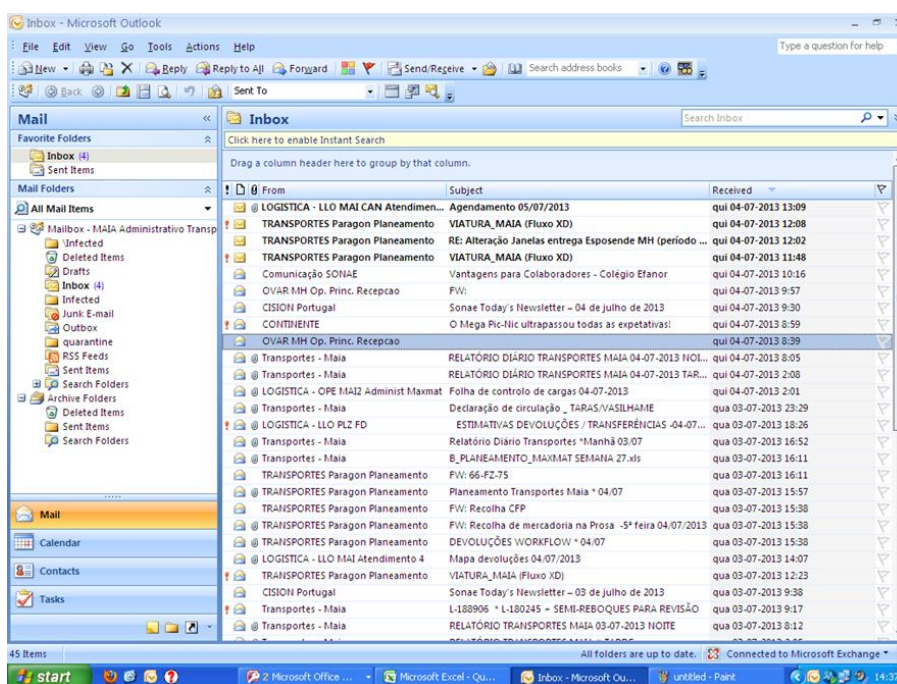 Inbox - Microsoft Outlook
File Edit View Go Tools Actions Help
Type a question for help
New Reply Reply to All Forward Send/Receive Search address books
Back Sent To
Mail
Favorite Folders
Inbox (4)
Sent Items
Mail Folders
All Mail Items
Mailbox - MAIA Administrativo Transp
\Infected
Deleted Items
Drafts
Inbox (4)
Infected
Junk E-mail
Outbox
quarantine
RSS Feeds
Sent Items
Search Folders
Archive Folders
Deleted Items
Sent Items
Search Folders
Mail
Calendar
Contacts
Tasks
Inbox
Search Inbox
Click here to enable Instant Search
Drag a column header here to group by that column.
From Subject Received
LOGISTICA - LLO MAI CAN Atendimen... Agendamento 05/07/2013 qui 04-07-2013 13:09
TRANSPORTES Paragon Planeamento VIATURA_MAIA (Fluxo XD) qui 04-07-2013 12:08
TRANSPORTES Paragon Planeamento RE: Alteração Janelas entrega Esposende MH (período ... qui 04-07-2013 12:02
TRANSPORTES Paragon Planeamento VIATURA_MAIA (Fluxo XD) qui 04-07-2013 11:48
Comunicação SONAE Vantagens para Colaboradores - Colégio Efanor qui 04-07-2013 10:16
OVAR MH Op. Princ. Recepcao FW: qui 04-07-2013 9:57
CISION Portugal Sonae Today's Newsletter – 04 de julho de 2013 qui 04-07-2013 9:30
CONTINENTE O Mega Pic-Nic ultrapassou todas as expetativas! qui 04-07-2013 8:59
OVAR MH Op. Princ. Recepcao qui 04-07-2013 8:39
Transportes - Maia RELATÓRIO DIÁRIO TRANSPORTES MAIA 04-07-2013 NOI... qui 04-07-2013 8:05
Transportes - Maia RELATÓRIO DIÁRIO TRANSPORTES MAIA 04-07-2013 TAR... qui 04-07-2013 2:08
LOGISTICA - OPE MAI2 Administ Maxmat Folha de controlo de cargas 04-07-2013 qui 04-07-2013 2:01
Transportes - Maia Declaração de circulação _ TARAS/VASILHAME qua 03-07-2013 23:29
LOGISTICA - LLO PLZ FD ESTIMATIVAS DEVOLUÇÕES / TRANSFERÊNCIAS -04-07... qua 03-07-2013 18:26
Transportes - Maia Relatório Diário Transportes *Manhã 03/07 qua 03-07-2013 16:52
Transportes - Maia B_PLANEAMENTO_MAXMAT SEMANA 27.xls qua 03-07-2013 16:11
TRANSPORTES Paragon Planeamento FW: 66-FZ-75 qua 03-07-2013 16:11
TRANSPORTES Paragon Planeamento Planeamento Transportes Maia * 04/07 qua 03-07-2013 15:57
TRANSPORTES Paragon Planeamento FW: Recolha CFP qua 03-07-2013 15:38
TRANSPORTES Paragon Planeamento FW: Recolha de mercadoria na Prosa -5ª feira 04/07/2013 qua 03-07-2013 15:38
TRANSPORTES Paragon Planeamento DEVOLUÇÕES WORKFLOW * 04/07 qua 03-07-2013 15:38
LOGISTICA - LLO MAI Atendimento 4 Mapa devoluções 04/07/2013 qua 03-07-2013 14:07
TRANSPORTES Paragon Planeamento VIATURA_MAIA (Fluxo XD) qua 03-07-2013 12:23
CISION Portugal Sonae Today's Newsletter – 03 de julho de 2013 qua 03-07-2013 9:38
Transportes - Maia L-188906 * L-180245 = SEMI-REBOQUES PARA REVISÃO qua 03-07-2013 9:17
Transportes - Maia RELATÓRIO TRANSPORTES MAIA 03-07-2013 NOITE qua 03-07-2013 8:12
45 Items All folders are up to date. Connected to Microsoft Exchange
start 2 Microsoft Office ... Microsoft Excel - Qu... Inbox - Microsoft Ou... untitled - Paint 14:37